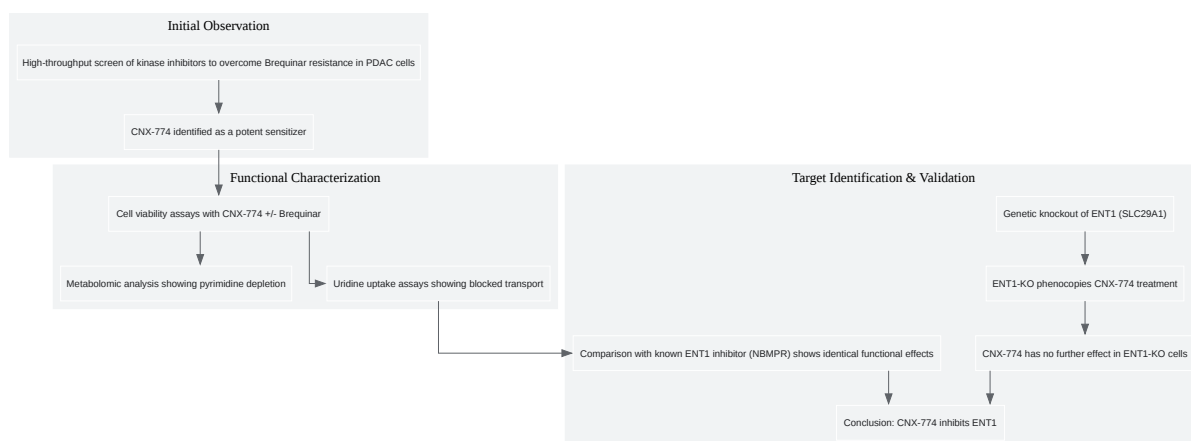 Initial Observation
High-throughput screen of kinase inhibitors to overcome Brequinar resistance in PDAC cells
CNX-774 identified as a potent sensitizer
Functional Characterization
Cell viability assays with CNX-774 +/- Brequinar
Metabolomic analysis showing pyrimidine depletion
Uridine uptake assays showing blocked transport
Target Identification & Validation
Genetic knockout of ENT1 (SLC29A1)
ENT1-KO phenocopies CNX-774 treatment
Comparison with known ENT1 inhibitor (NBMPR) shows identical functional effects
CNX-774 has no further effect in ENT1-KO cells
Conclusion: CNX-774 inhibits ENT1